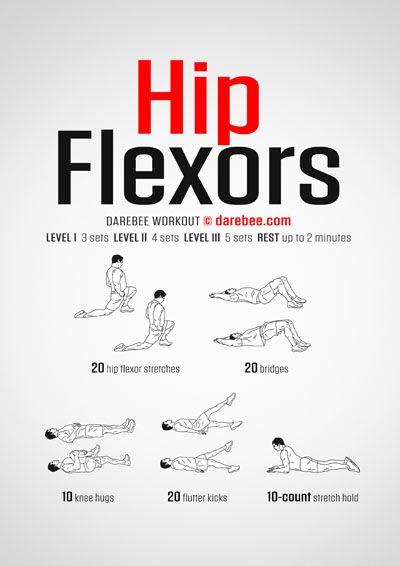 Hip
Flexors
DAREBEE WORKOUT © darebee.com
LEVEL I 3 sets LEVEL II 4 sets LEVEL III 5 sets REST up to 2 minutes
20 hip flexor stretches
20 bridges
10 knee hugs
20 flutter kicks
10-count stretch hold